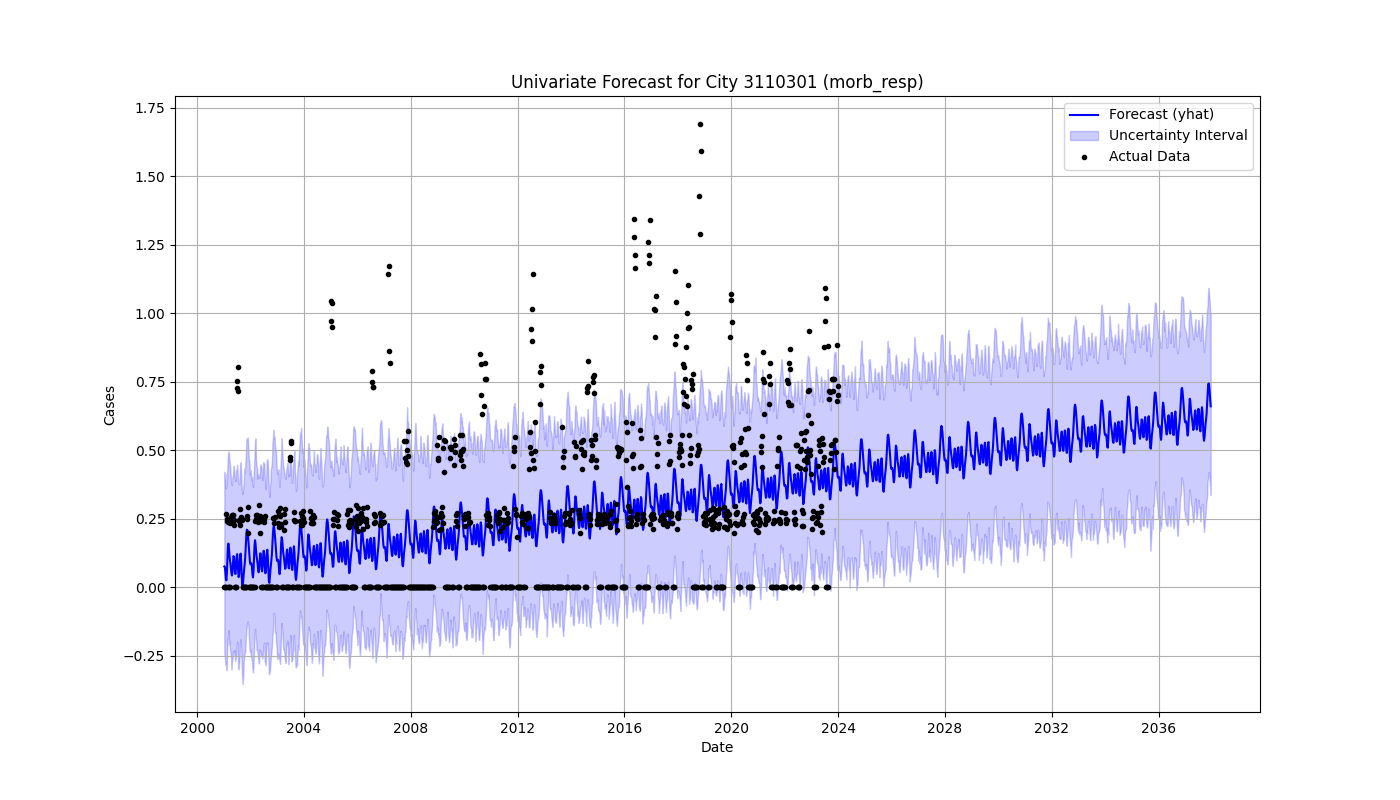 Univariate Forecast for City 3110301 (morb_resp)
Forecast (yhat)
Uncertainty Interval
Actual Data
Cases
1.75
1.50
1.25
1.00
0.75
0.50
0.25
0.00
−0.25
2000 2004 2008 2012 2016 2020 2024 2028 2032 2036
Date